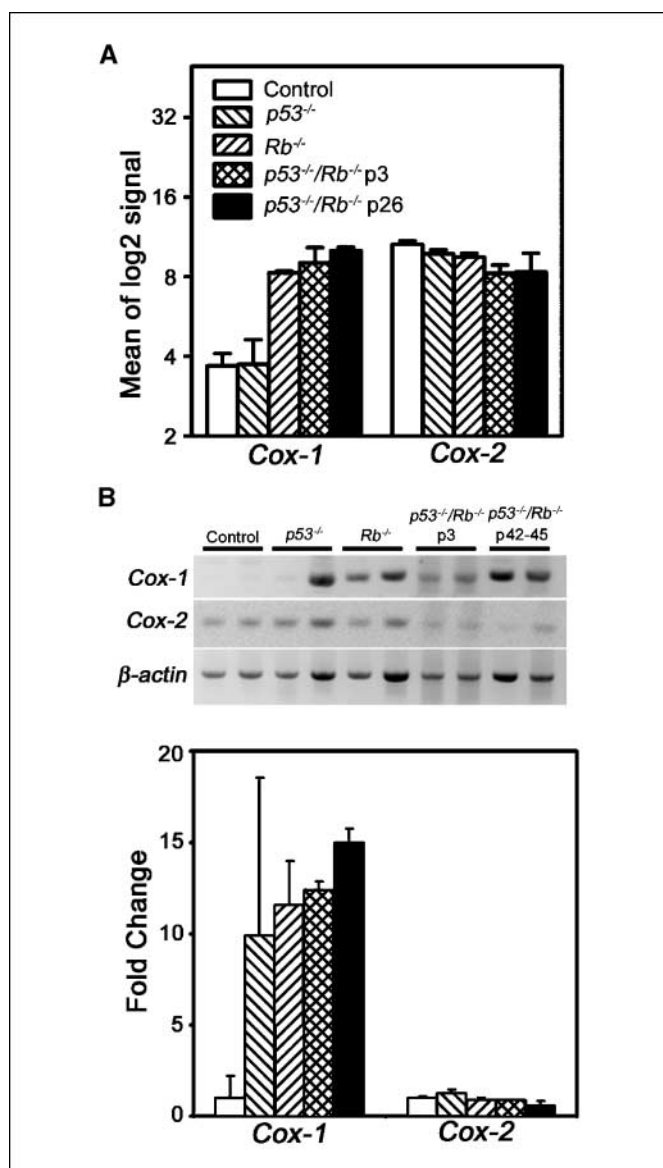 A
Mean of log2 signal
32
16
8
4
2
Control
p53-/-
Rb-/-
p53-/-/Rb-/- p3
p53-/-/Rb-/- p26
Cox-1 Cox-2
B
Control p53-/- Rb-/- p53-/-/Rb-/- p3 p53-/-/Rb-/- p42-45
Cox-1
Cox-2
β-actin
Fold Change
20
15
10
5
0
Cox-1 Cox-2